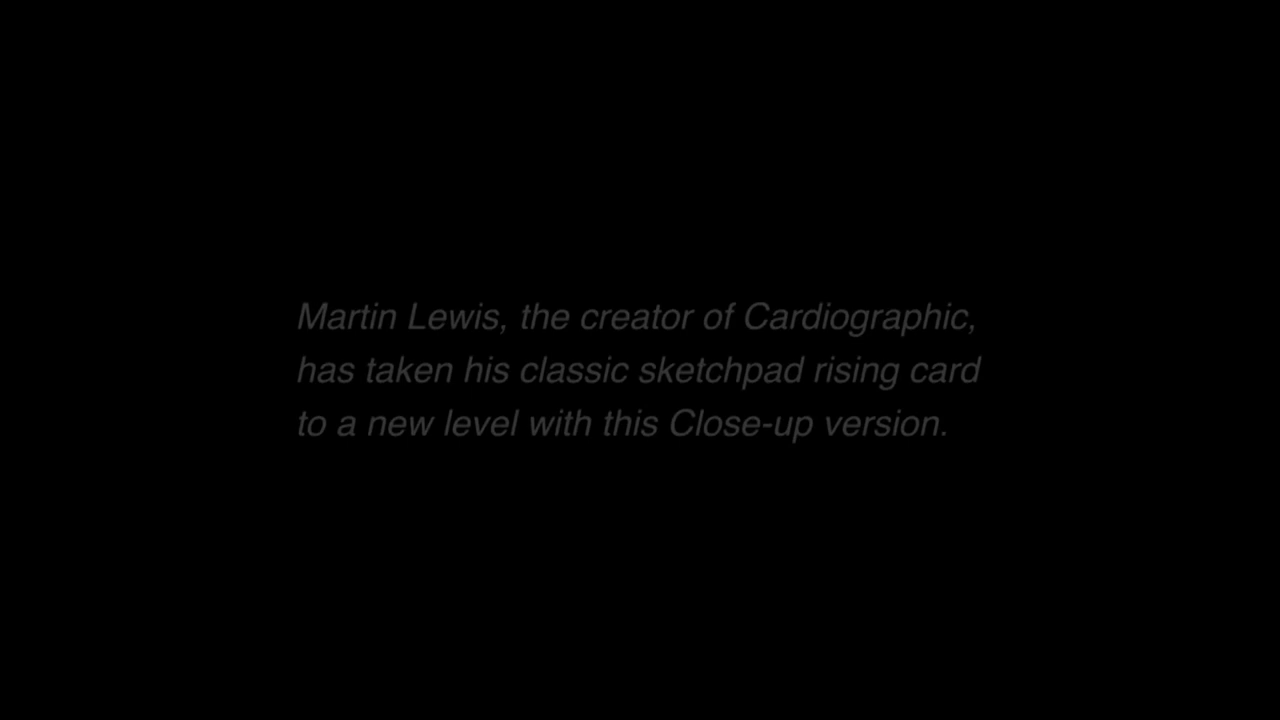 Martin Lewis, the creator of Cardiographic,
has taken his classic sketchpad rising card
to a new level with this Close-up version.